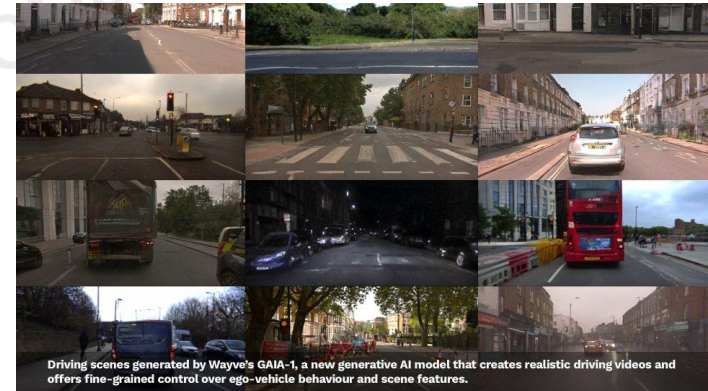 Driving scenes generated by Wayve's GAIA-1, a new generative AI model that creates realistic driving videos and
offers fine-grained control over ego-vehicle behaviour and scene features.